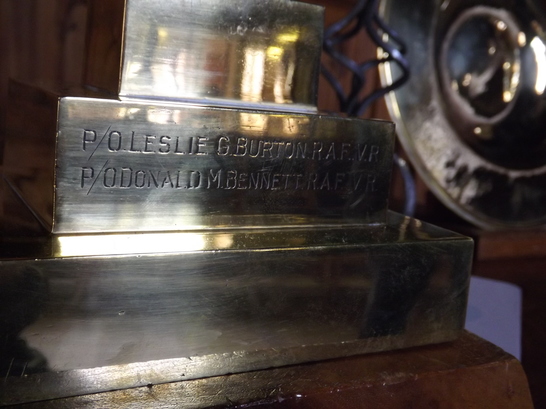 P/O.LESLIE G.BURTON.R.A.F.V.R
P/O.DONALD M.BENNETT.R.A.F.V.R